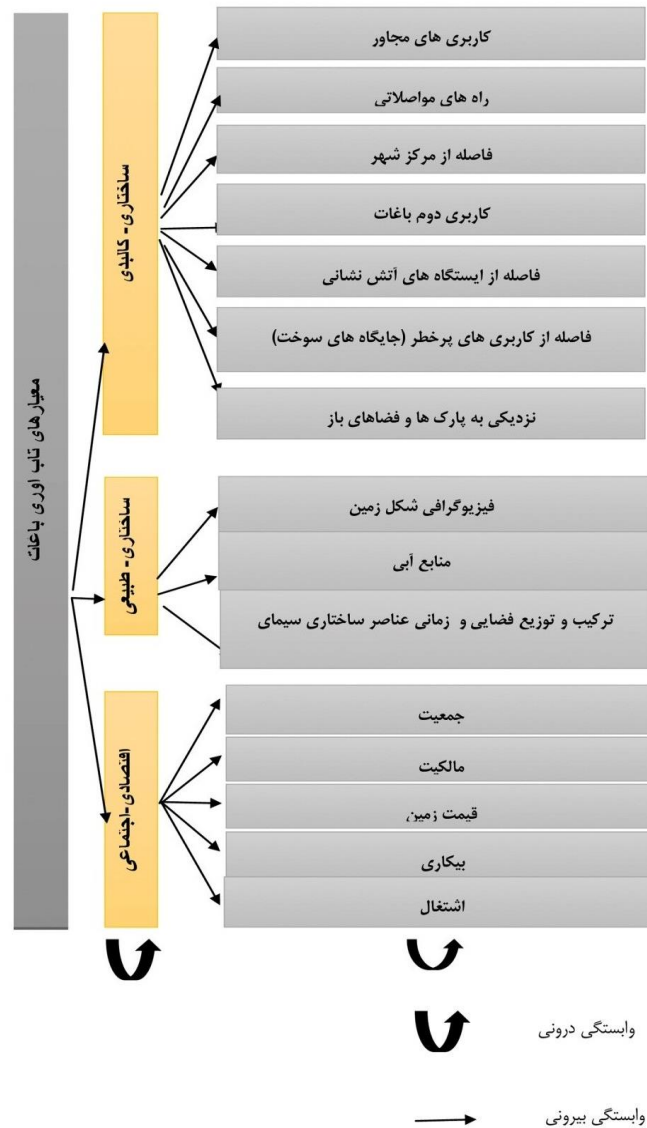 معیارهای تاب اوری باغات
ساختاری- کالبدی
کاربری های مجاور
راه های مواصلاتی
فاصله از مرکز شهر
کاربری دوم باغات
فاصله از ایستگاه های آتش نشانی
فاصله از کاربری های پرخطر (جایگاه های سوخت)
نزدیکی به پارک ها و فضاهای باز
ساختاری- طبیعی
فیزیوگرافی شکل زمین
منابع آبی
ترکیب و توزیع فضایی و زمانی عناصر ساختاری سیمای
اقتصادی-اجتماعی
جمعیت
مالکیت
قیمت زمین
بیکاری
اشتغال
وابستگی درونی
وابستگی بیرونی